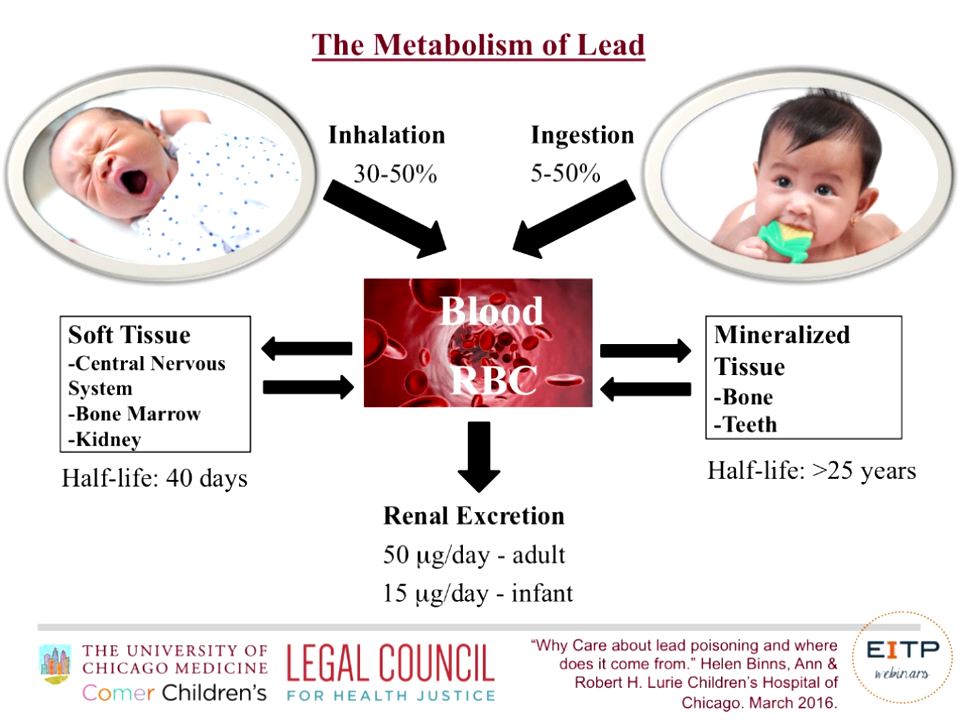 The Metabolism of Lead
Inhalation
30-50%
Ingestion
5-50%
Blood
RBC
Soft Tissue
-Central Nervous
System
-Bone Marrow
-Kidney
Half-life: 40 days
Mineralized
Tissue
-Bone
-Teeth
Half-life: >25 years
Renal Excretion
50 µg/day - adult
15 µg/day - infant
THE UNIVERSITY OF
CHICAGO MEDICINE
Comer Children's
LEGAL COUNCIL
FOR HEALTH JUSTICE
“Why Care about lead poisoning and where
does it come from.” Helen Binns, Ann &
Robert H. Lurie Children’s Hospital of
Chicago. March 2016.
EITP
webinars